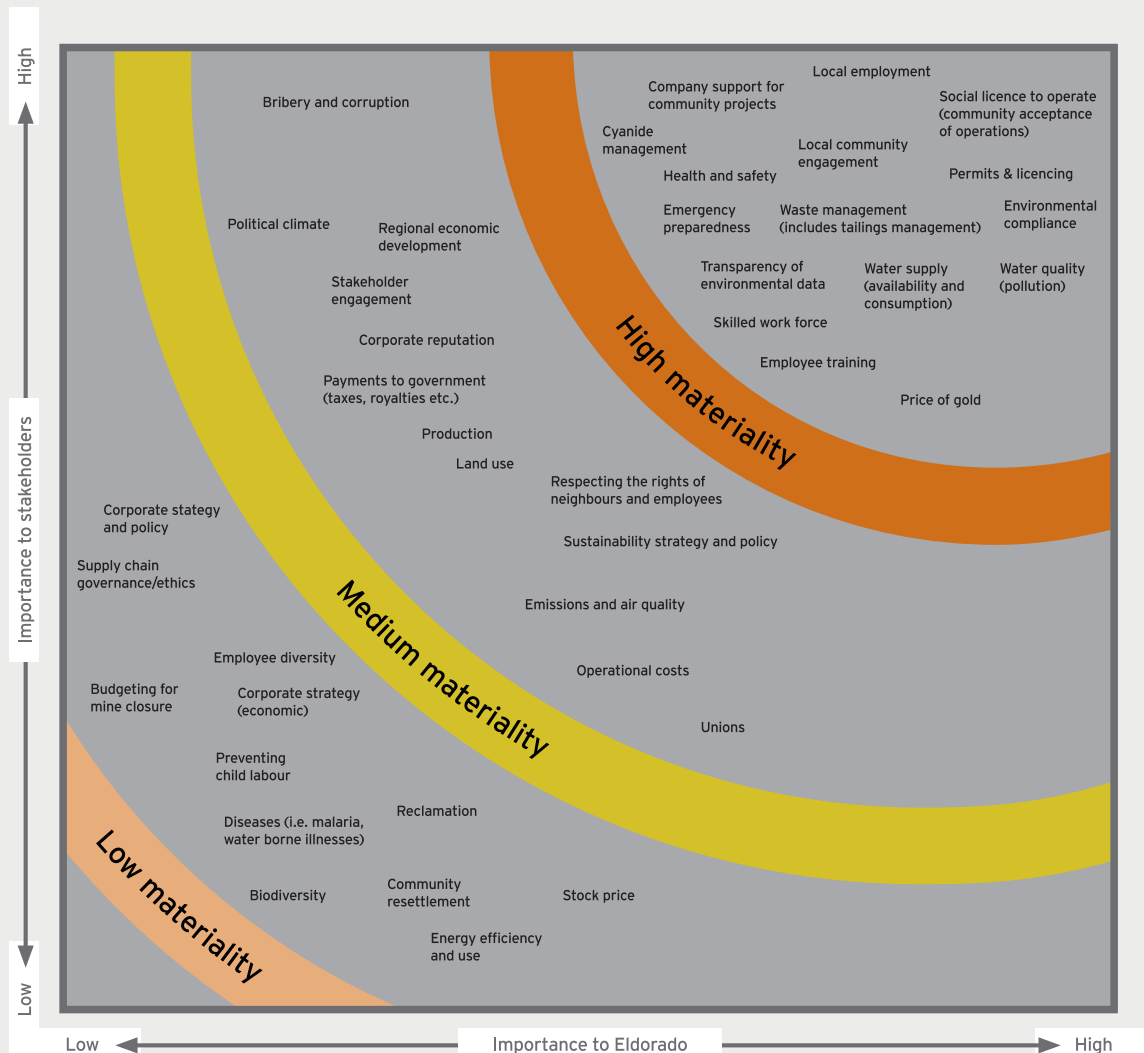 High
Importance to stakeholders
Low
Local employment
Company support for
community projects
Social licence to operate
(community acceptance
of operations)
Bribery and corruption
Cyanide
management
Local community
engagement
Health and safety
Permits & licencing
Emergency
preparedness
Waste management
(includes tailings management)
Environmental
compliance
Political climate
Regional economic
development
Transparency of
environmental data
Water supply
(availability and
consumption)
Water quality
(pollution)
Stakeholder
engagement
Skilled work force
Corporate reputation
Employee training
Payments to government
(taxes, royalties etc.)
Price of gold
High materiality
Production
Land use
Respecting the rights of
neighbours and employees
Corporate stategy
and policy
Sustainability strategy and policy
Supply chain
governance/ethics
Emissions and air quality
Medium materiality
Employee diversity
Operational costs
Budgeting for
mine closure
Corporate strategy
(economic)
Unions
Preventing
child labour
Reclamation
Diseases (i.e. malaria,
water borne illnesses)
Low materiality
Biodiversity
Community
resettlement
Stock price
Energy efficiency
and use
Low
Importance to Eldorado
High